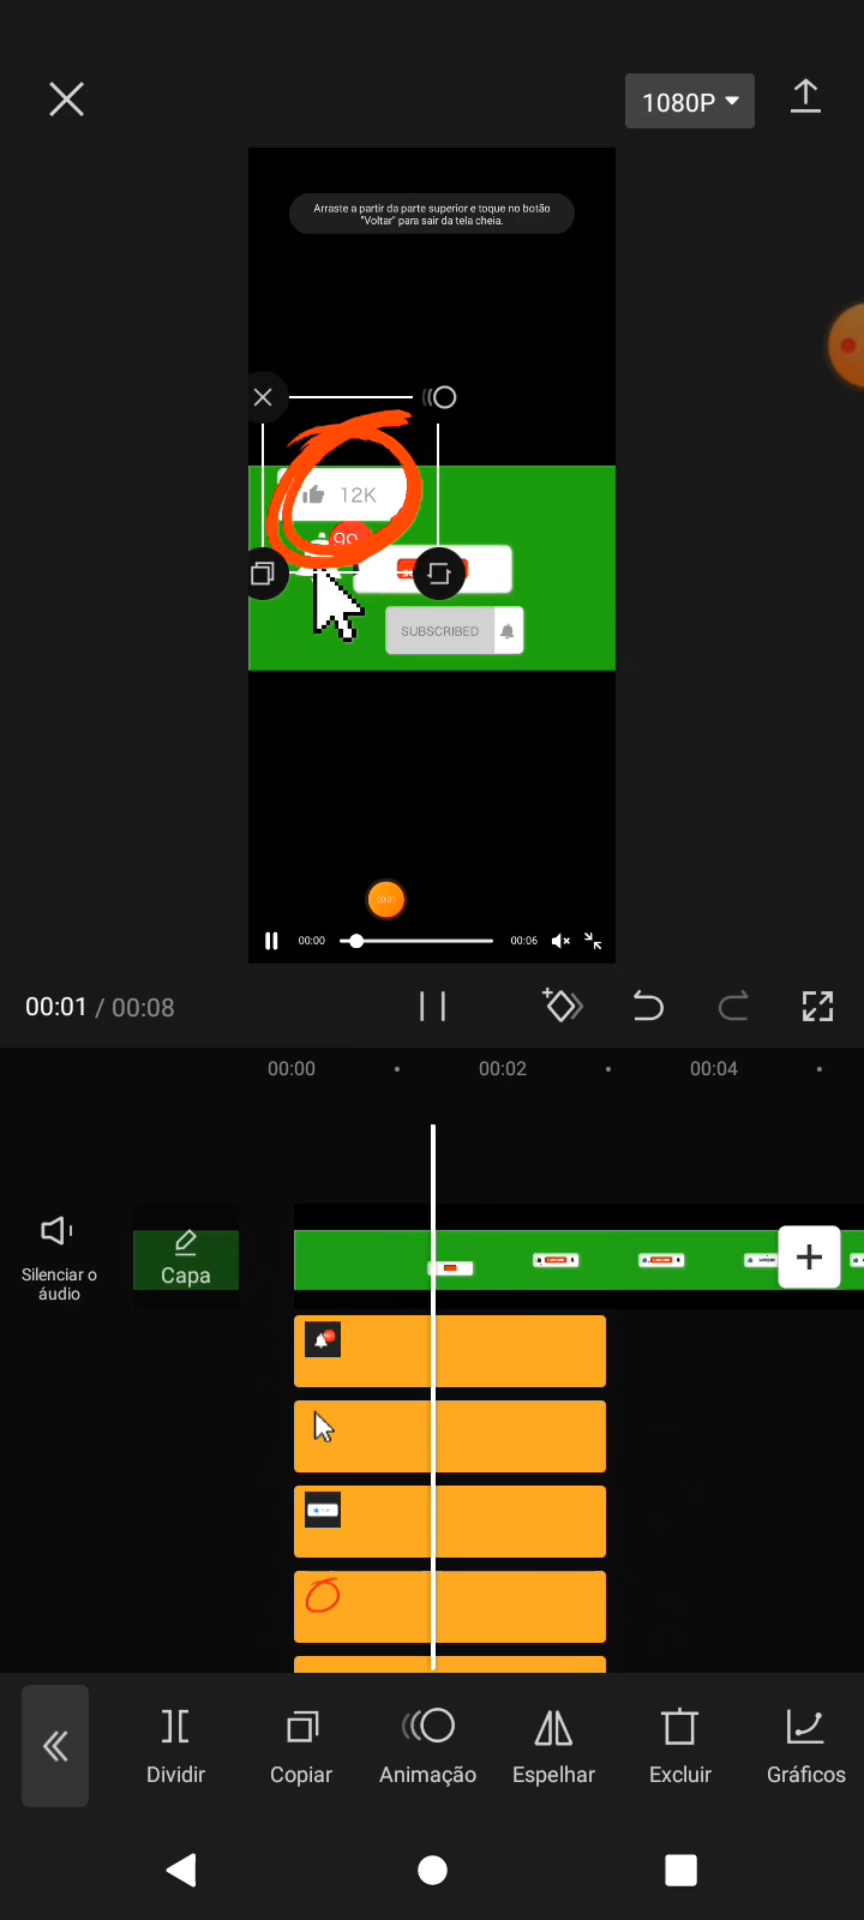 1080P
Arraste a partir da parte superior e toque no botão
"Voltar" para sair da tela cheia.
12K
99
SUBSCRIBED
00:00
00:06
00:01 / 00:08
00:00
00:02
00:04
Silenciar o
áudio
Capa
Dividir
Copiar
Animação
Espelhar
Excluir
Gráficos